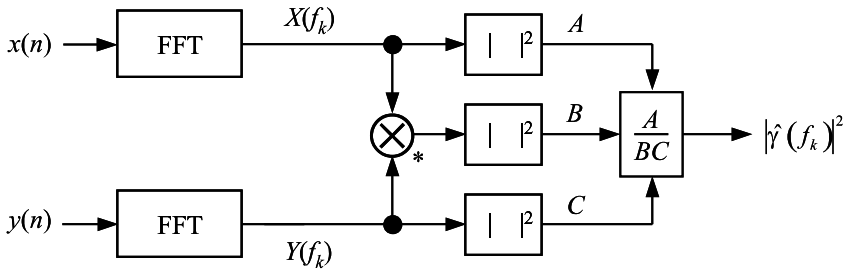 x(n)
FFT
X(f_k)
| |²
A
*
| |²
B
A
BC
|γ̂(f_k)|²
y(n)
FFT
Y(f_k)
| |²
C